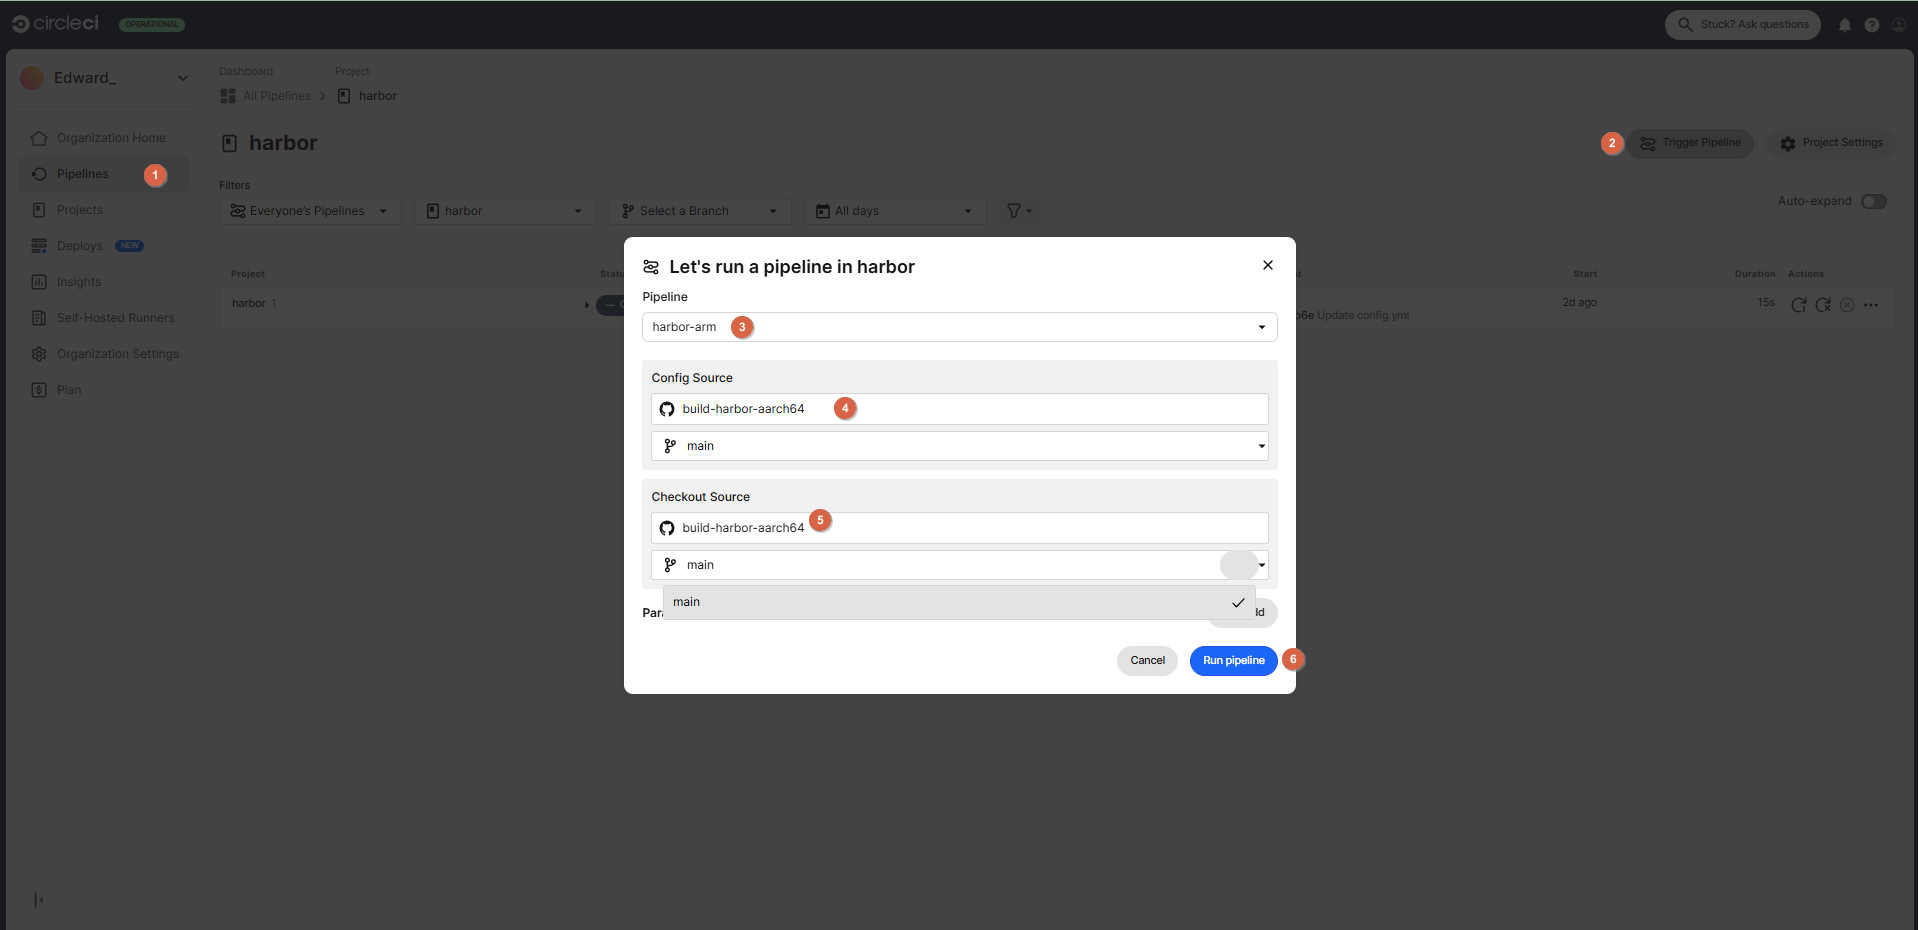 circleci
OPERATIONAL
Stuck? Ask questions
Edward_
Dashboard
Project
All Pipelines
harbor
Organization Home
Pipelines
1
Projects
Deploys
NEW
Insights
Self-Hosted Runners
Organization Settings
Plan
harbor
2
Trigger Pipeline
Project Settings
Filters
Everyone's Pipelines
harbor
Select a Branch
All days
Auto-expand
Project
Statu
Start
Duration
Actions
harbor 1
2d ago
15s
b6e Update config.yml
Let's run a pipeline in harbor
Pipeline
harbor-arm
3
Config Source
build-harbor-aarch64
4
main
Checkout Source
build-harbor-aarch64
5
main
main
Para
dd
Cancel
Run pipeline
6